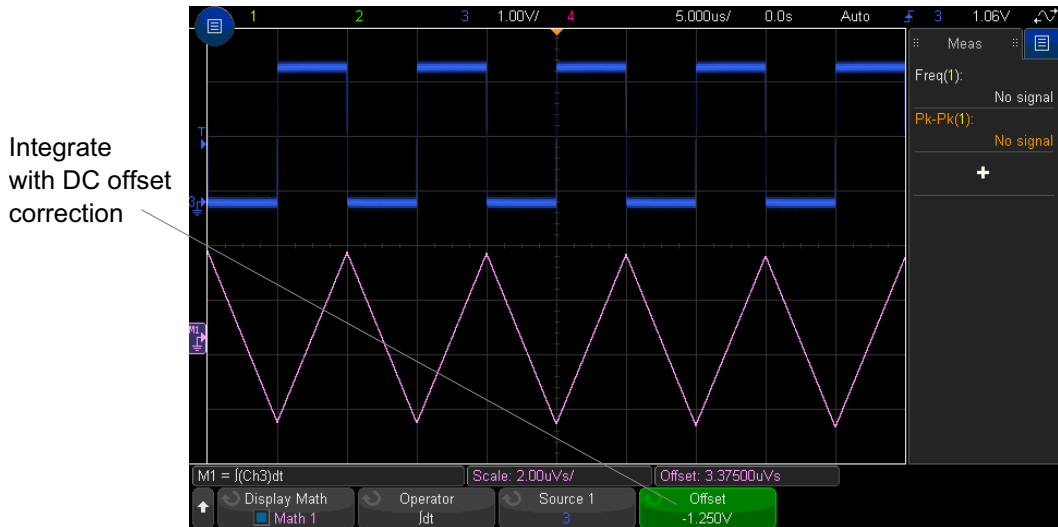 1 2 3 1.00V/ 4 5.000us/ 0.0s Auto 3 1.06V
Meas
Freq(1):
No signal
Pk-Pk(1):
No signal
+
Integrate
with DC offset
correction
T
3
M1
M1 = ∫(Ch3)dt Scale: 2.00uVs/ Offset: 3.37500uVs
Display Math Operator Source 1 Offset
Math 1 ∫dt 3 -1.250V